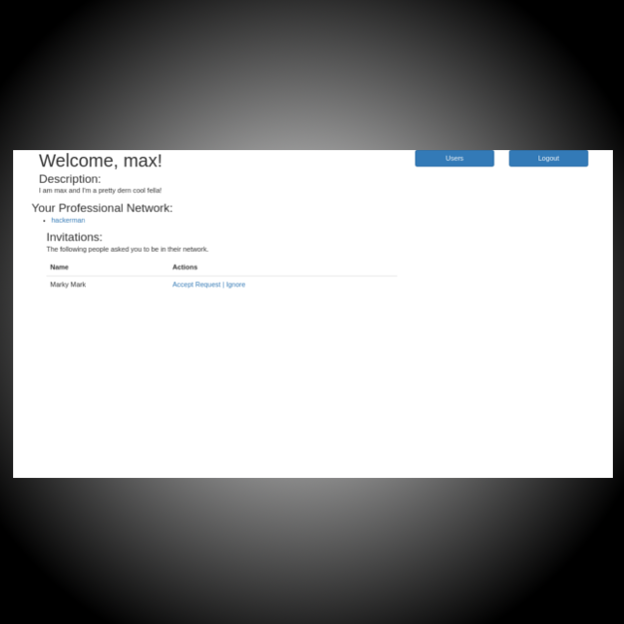 Welcome, max!
Users
Logout
Description:
I am max and I'm a pretty dern cool fella!
Your Professional Network:
hackerman
Invitations:
The following people asked you to be in their network.
Name Actions
Marky Mark Accept Request | Ignore